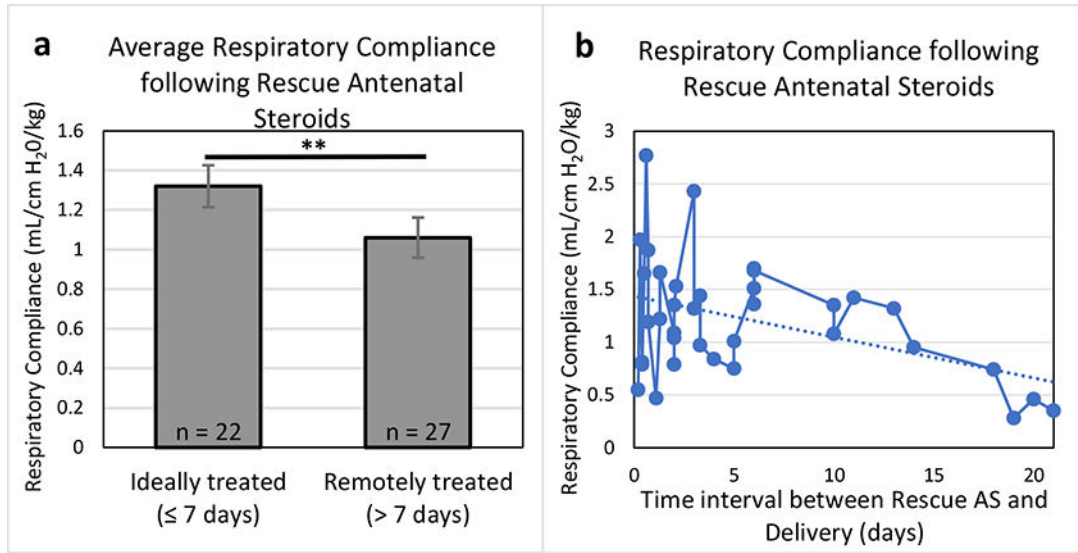 a
Average Respiratory Compliance
following Rescue Antenatal
Steroids
Respiratory Compliance (mL/cm H₂0/kg)
1.6
1.4
1.2
1
0.8
0.6
0.4
0.2
0
**
n = 22
n = 27
Ideally treated
(≤ 7 days)
Remotely treated
(> 7 days)
b
Respiratory Compliance following
Rescue Antenatal Steroids
Respiratory Compliance (mL/cm H₂O/kg)
3
2.5
2
1.5
1
0.5
0
0
5
10
15
20
Time interval between Rescue AS and
Delivery (days)